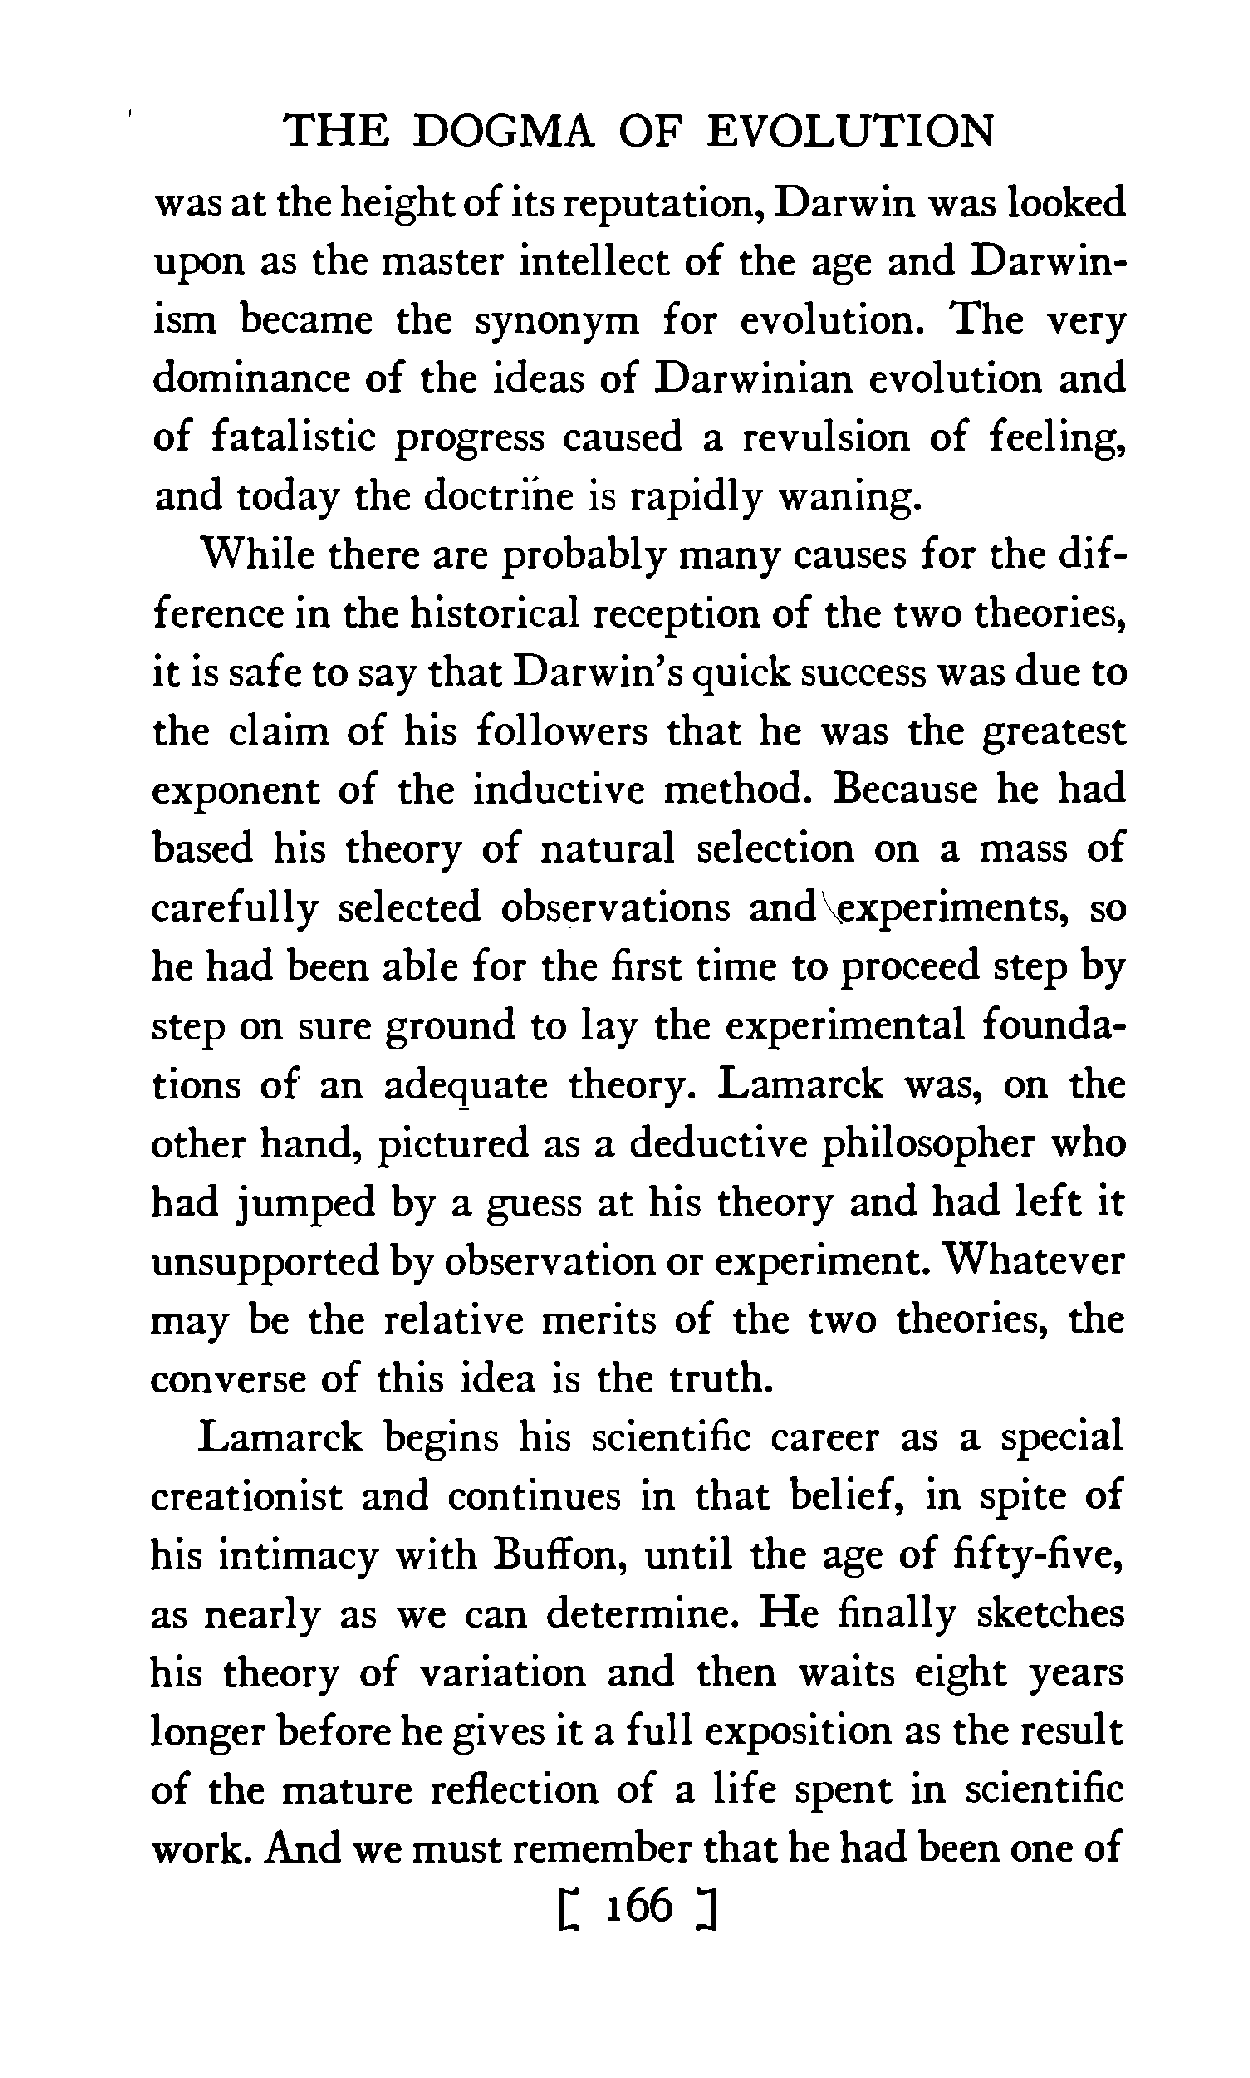 THE DOGMA OF EVOLUTION
was at the height of its reputation, Darwin was looked
upon as the master intellect of the age and Darwin-
ism became the synonym for evolution. The very
dominance of the ideas of Darwinian evolution and
of fatalistic progress caused a revulsion of feeling,
and today the doctrine is rapidly waning.
While there are probably many causes for the dif-
ference in the historical reception of the two theories,
it is safe to say that Darwin's quick success was due to
the claim of his followers that he was the greatest
exponent of the inductive method. Because he had
based his theory of natural selection on a mass of
carefully selected observations and experiments, so
he had been able for the first time to proceed step by
step on sure ground to lay the experimental founda-
tions of an adequate theory. Lamarck was, on the
other hand, pictured as a deductive philosopher who
had jumped by a guess at his theory and had left it
unsupported by observation or experiment. Whatever
may be the relative merits of the two theories, the
converse of this idea is the truth.
Lamarck begins his scientific career as a special
creationist and continues in that belief, in spite of
his intimacy with Buffon, until the age of fifty-five,
as nearly as we can determine. He finally sketches
his theory of variation and then waits eight years
longer before he gives it a full exposition as the result
of the mature reflection of a life spent in scientific
work. And we must remember that he had been one of
[ 166 ]